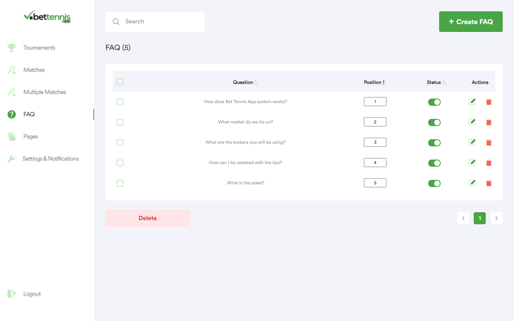 bettennis
app
Search
+ Create FAQ
FAQ (5)
Tournaments
Matches
Multiple Matches
FAQ
Pages
Settings & Notifications
Logout
Question Position Status Actions
How does Bet Tennis App system works? 1
What market do we tip on? 2
What are the brokers you will be using? 3
How can I be updated with the tips? 4
What is the stake? 5
Delete
1